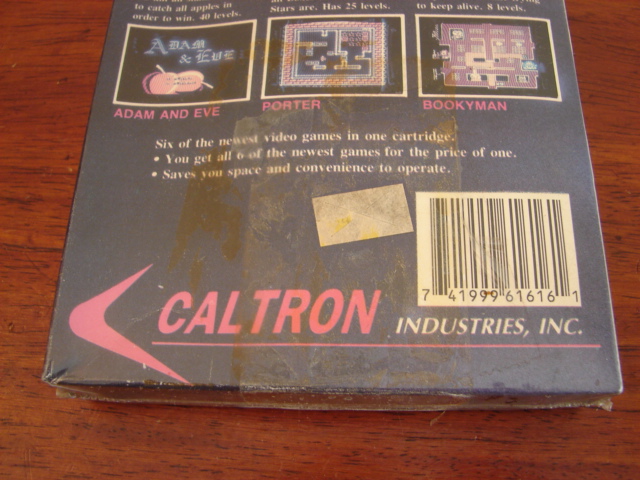 to catch all apples in
order to win. 40 levels.
Stars are. Has 25 levels.
to keep alive. 8 levels.
ADAM
& EVE
ADAM AND EVE
PORTER
BOOKYMAN
Six of the newest video games in one cartridge.
• You get all 6 of the newest games for the price of one.
• Saves you space and convenience to operate.
7 41999 61616 1
CALTRON INDUSTRIES, INC.